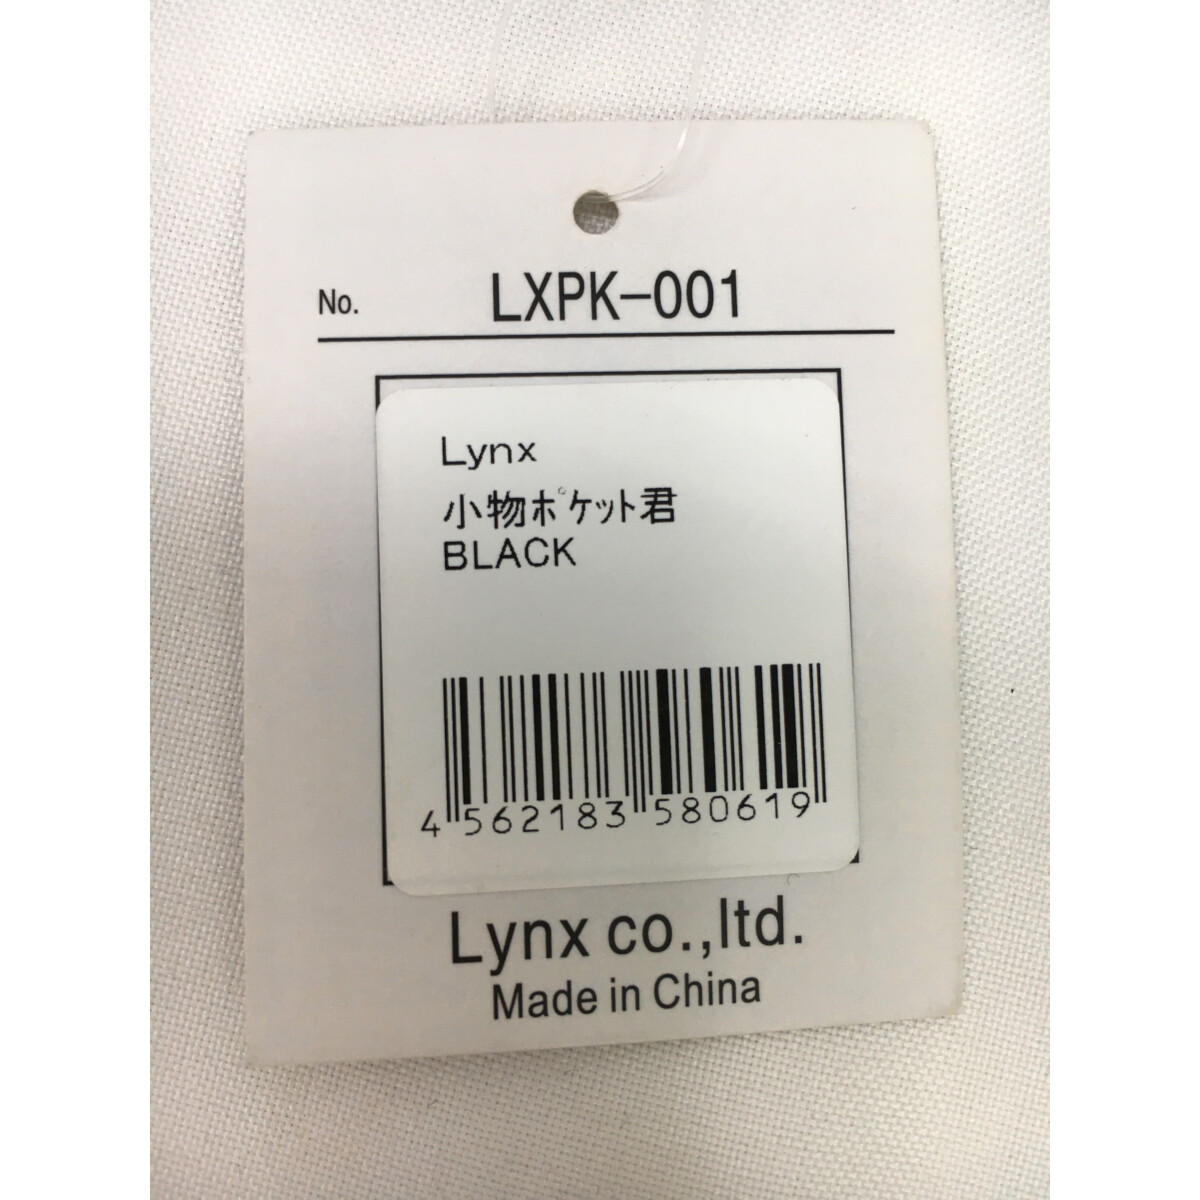 No. LXPK-001
Lynx
小物ﾎﾟｹｯﾄ君
BLACK
4 562183 580619
Lynx co.,ltd.
Made in China